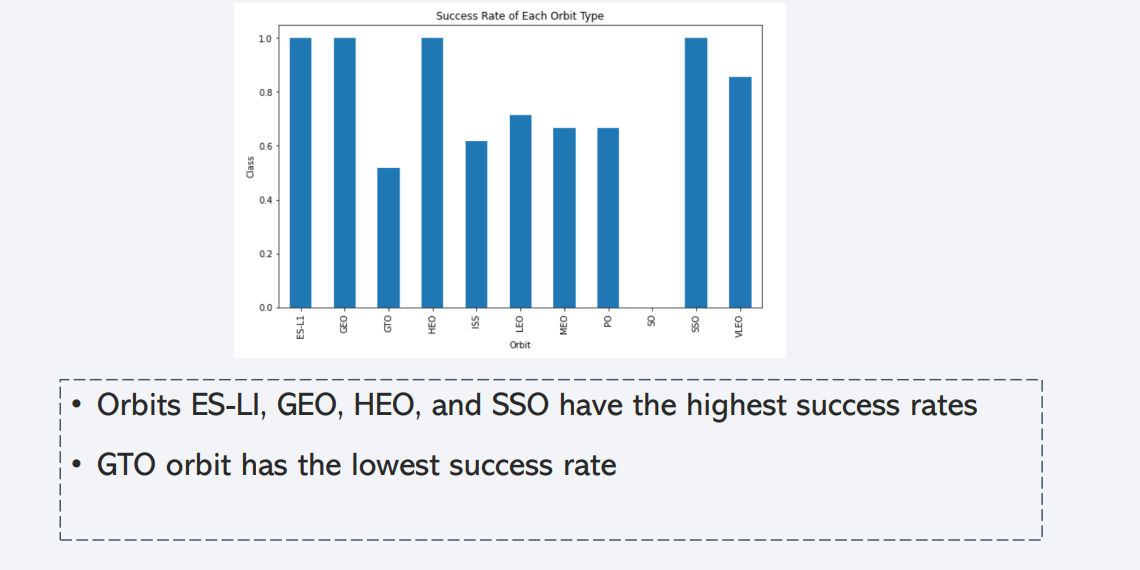 Success Rate of Each Orbit Type
1.0
0.8
0.6
0.4
0.2
0.0
Class
ES-L1
GEO
GTO
HEO
ISS
LEO
MEO
PO
SO
SSO
VLEO
Orbit
• Orbits ES-LI, GEO, HEO, and SSO have the highest success rates
• GTO orbit has the lowest success rate